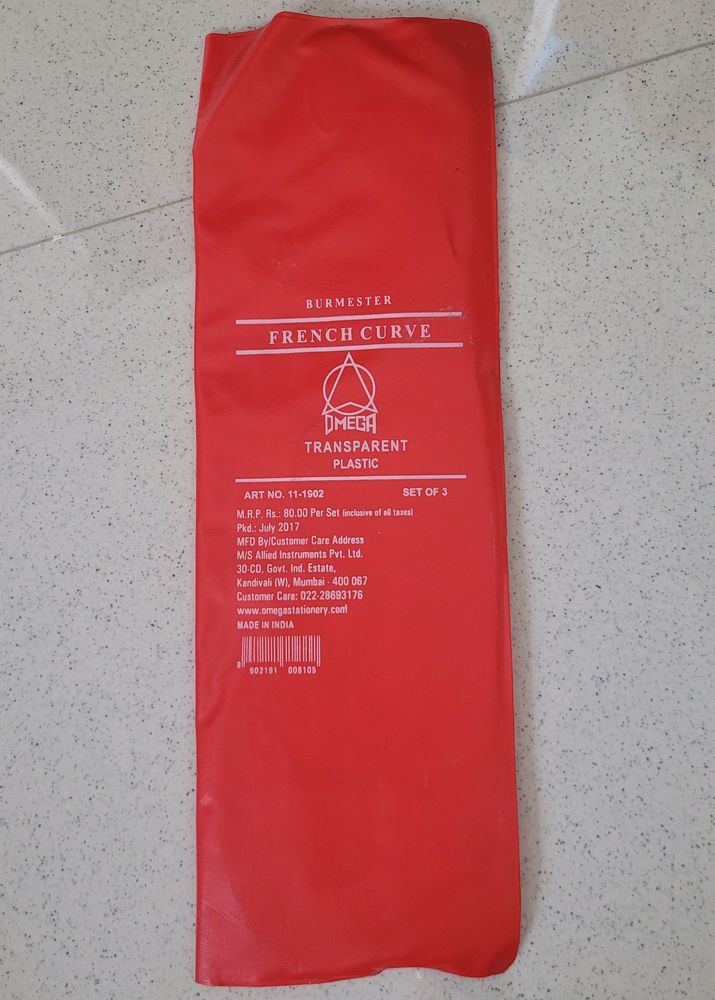 BURMESTER
FRENCH CURVE
OMEGA
TRANSPARENT
PLASTIC
ART NO. 11-1902 SET OF 3
M.R.P. Rs.: 80.00 Per Set (inclusive of all taxes)
Pkd.: July 2017
MFD By/Customer Care Address
M/S Allied Instruments Pvt. Ltd.
30-CD, Govt. Ind. Estate,
Kandivali (W), Mumbai - 400 067
Customer Care: 022-28693176
www.omegastationery.com
MADE IN INDIA
8 902191 008105